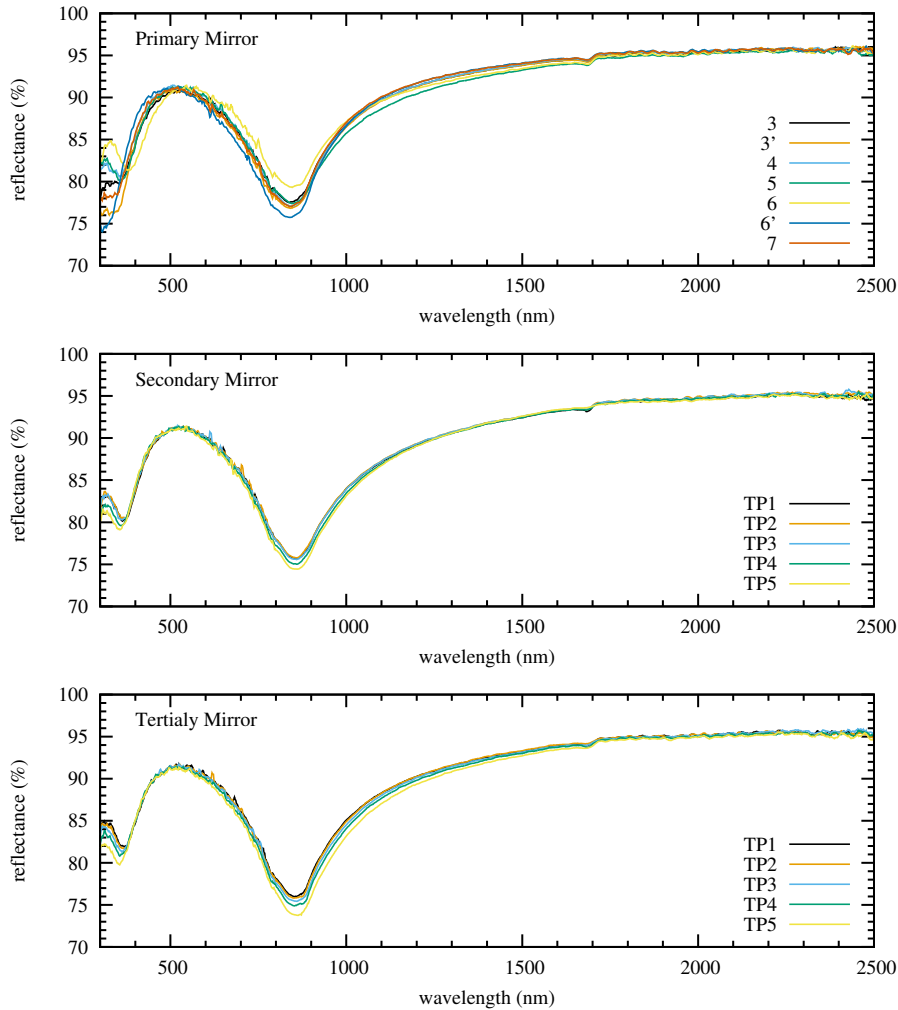 Primary Mirror
reflectance (%)
100
95
90
85
80
75
70
3
3'
4
5
6
6'
7
500 1000 1500 2000 2500
wavelength (nm)
Secondary Mirror
reflectance (%)
100
95
90
85
80
75
70
TP1
TP2
TP3
TP4
TP5
500 1000 1500 2000 2500
wavelength (nm)
Tertialy Mirror
reflectance (%)
100
95
90
85
80
75
70
TP1
TP2
TP3
TP4
TP5
500 1000 1500 2000 2500
wavelength (nm)